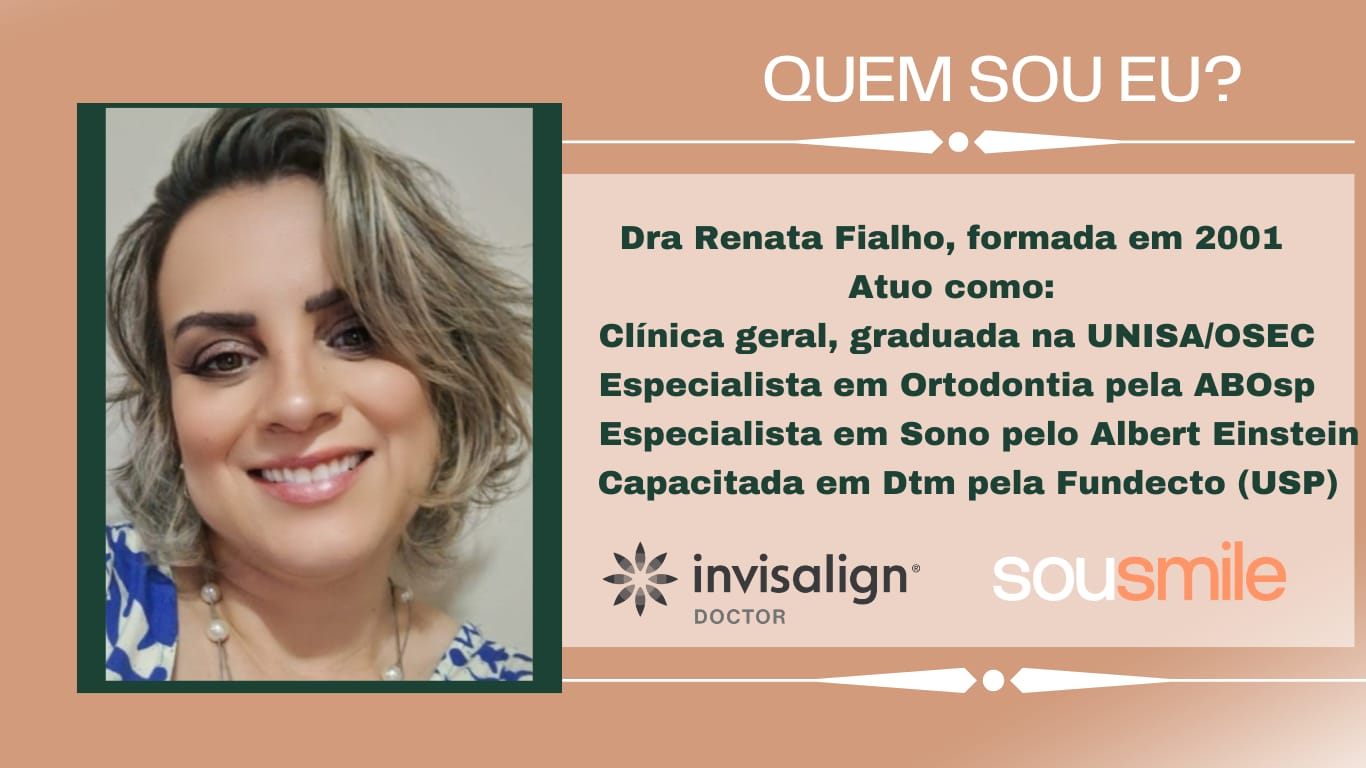 QUEM SOU EU?
Dra Renata Fialho, formada em 2001
Atuo como:
Clínica geral, graduada na UNISA/OSEC
Especialista em Ortodontia pela ABOsp
Especialista em Sono pelo Albert Einstein
Capacitada em Dtm pela Fundecto (USP)
invisalign®
DOCTOR
sousmile